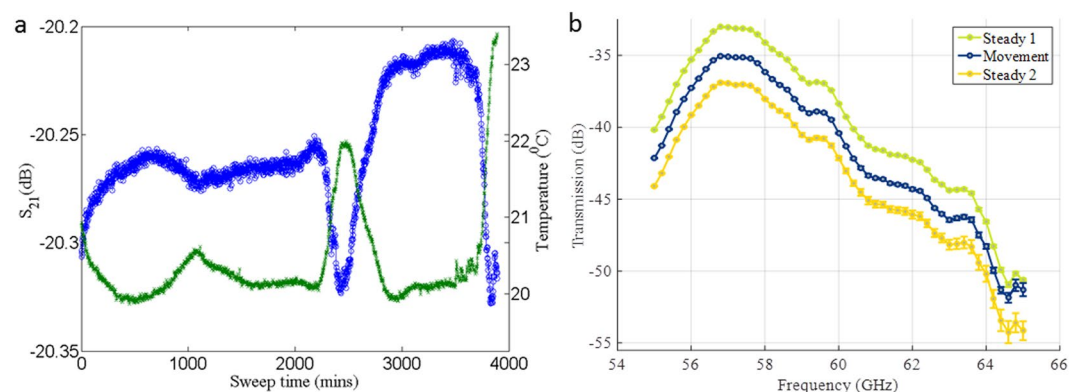 a
-20.2
-20.25
-20.3
-20.35
S21(dB)
0
1000
2000
3000
4000
Sweep time (mins)
23
22
21
20
Temperature (°C)
b
-35
-40
-45
-50
-55
Transmission (dB)
54
56
58
60
62
64
66
Frequency (GHz)
Steady 1
Movement
Steady 2